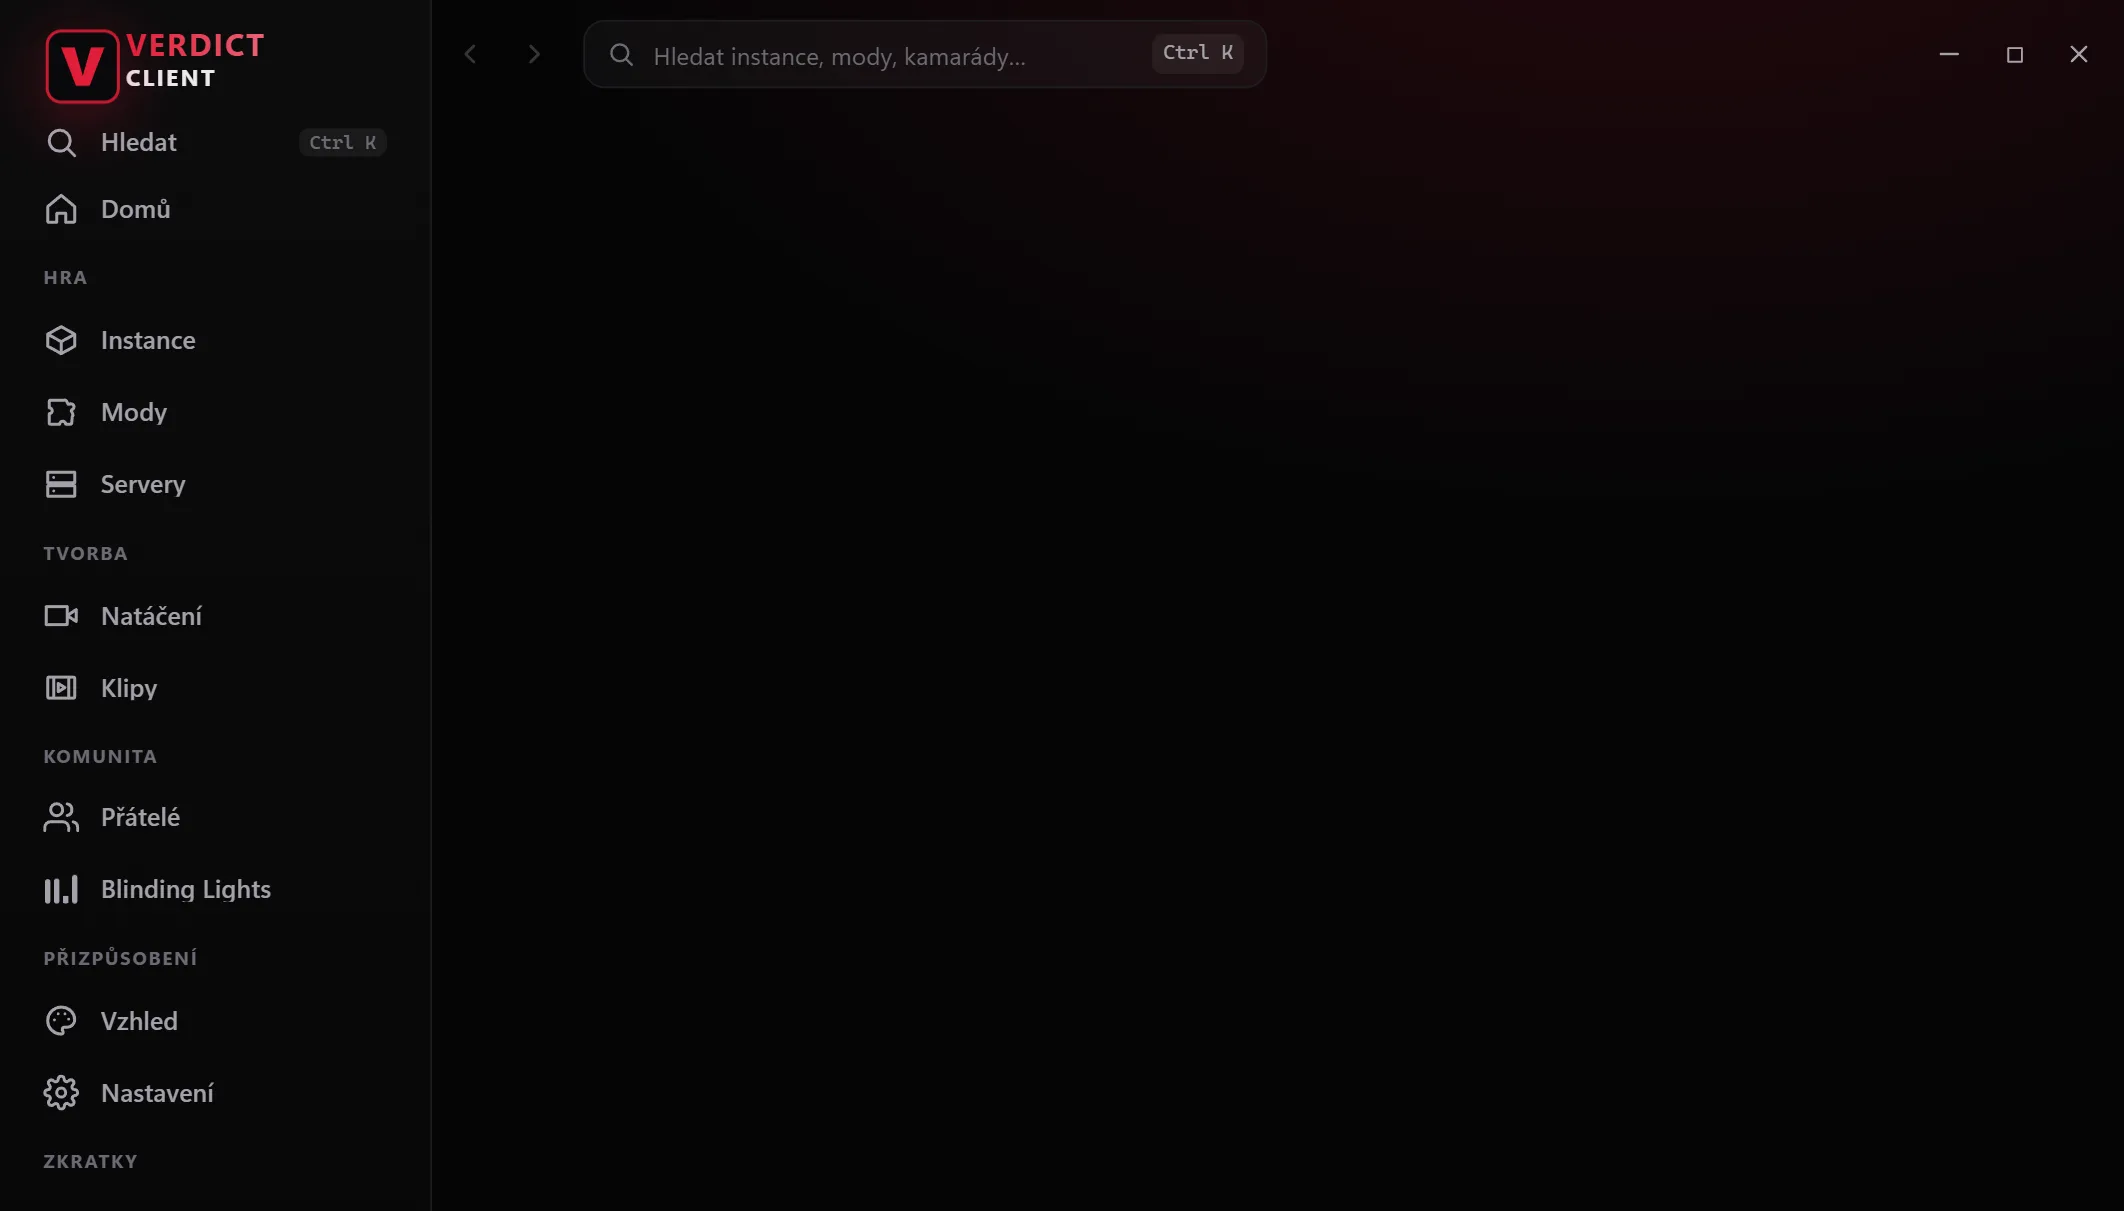 VERDICT
CLIENT
Hledat instance, mody, kamarády...
Ctrl K
Hledat
Ctrl K
Domů
HRA
Instance
Mody
Servery
TVORBA
Natáčení
Klipy
KOMUNITA
Přátelé
Blinding Lights
PŘIZPŮSOBENÍ
Vzhled
Nastavení
ZKRATKY